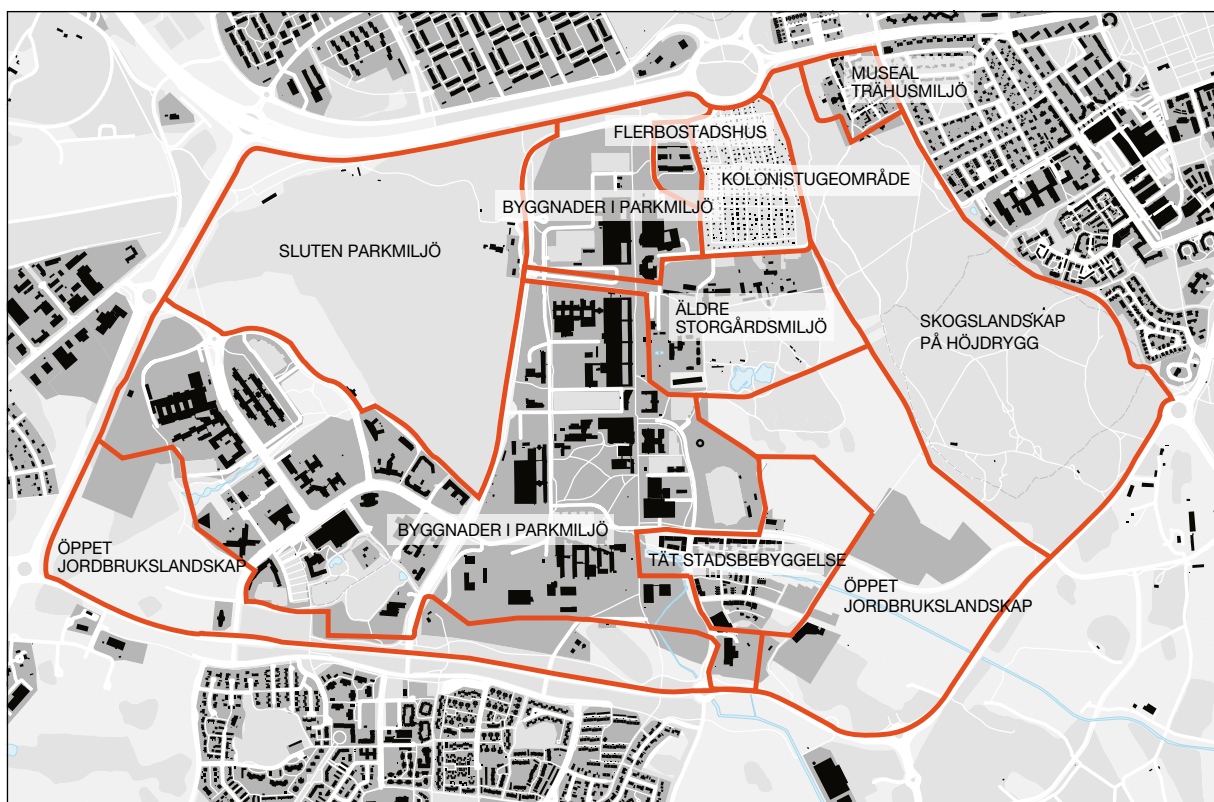 MUSEAL
TRÄHUSMILJÖ
FLERBOSTADSHUS
KOLONISTUGEOMRÅDE
BYGGNADER I PARKMILJÖ
SLUTEN PARKMILJÖ
ÄLDRE
STORGÅRDSMILJÖ
SKOGSLANDSKAP
PÅ HÖJDRYGG
BYGGNADER I PARKMILJÖ
ÖPPET
JORDBRUKSLANDSKAP
TÄT STADSBEBYGGELSE
ÖPPET
JORDBRUKSLANDSKAP